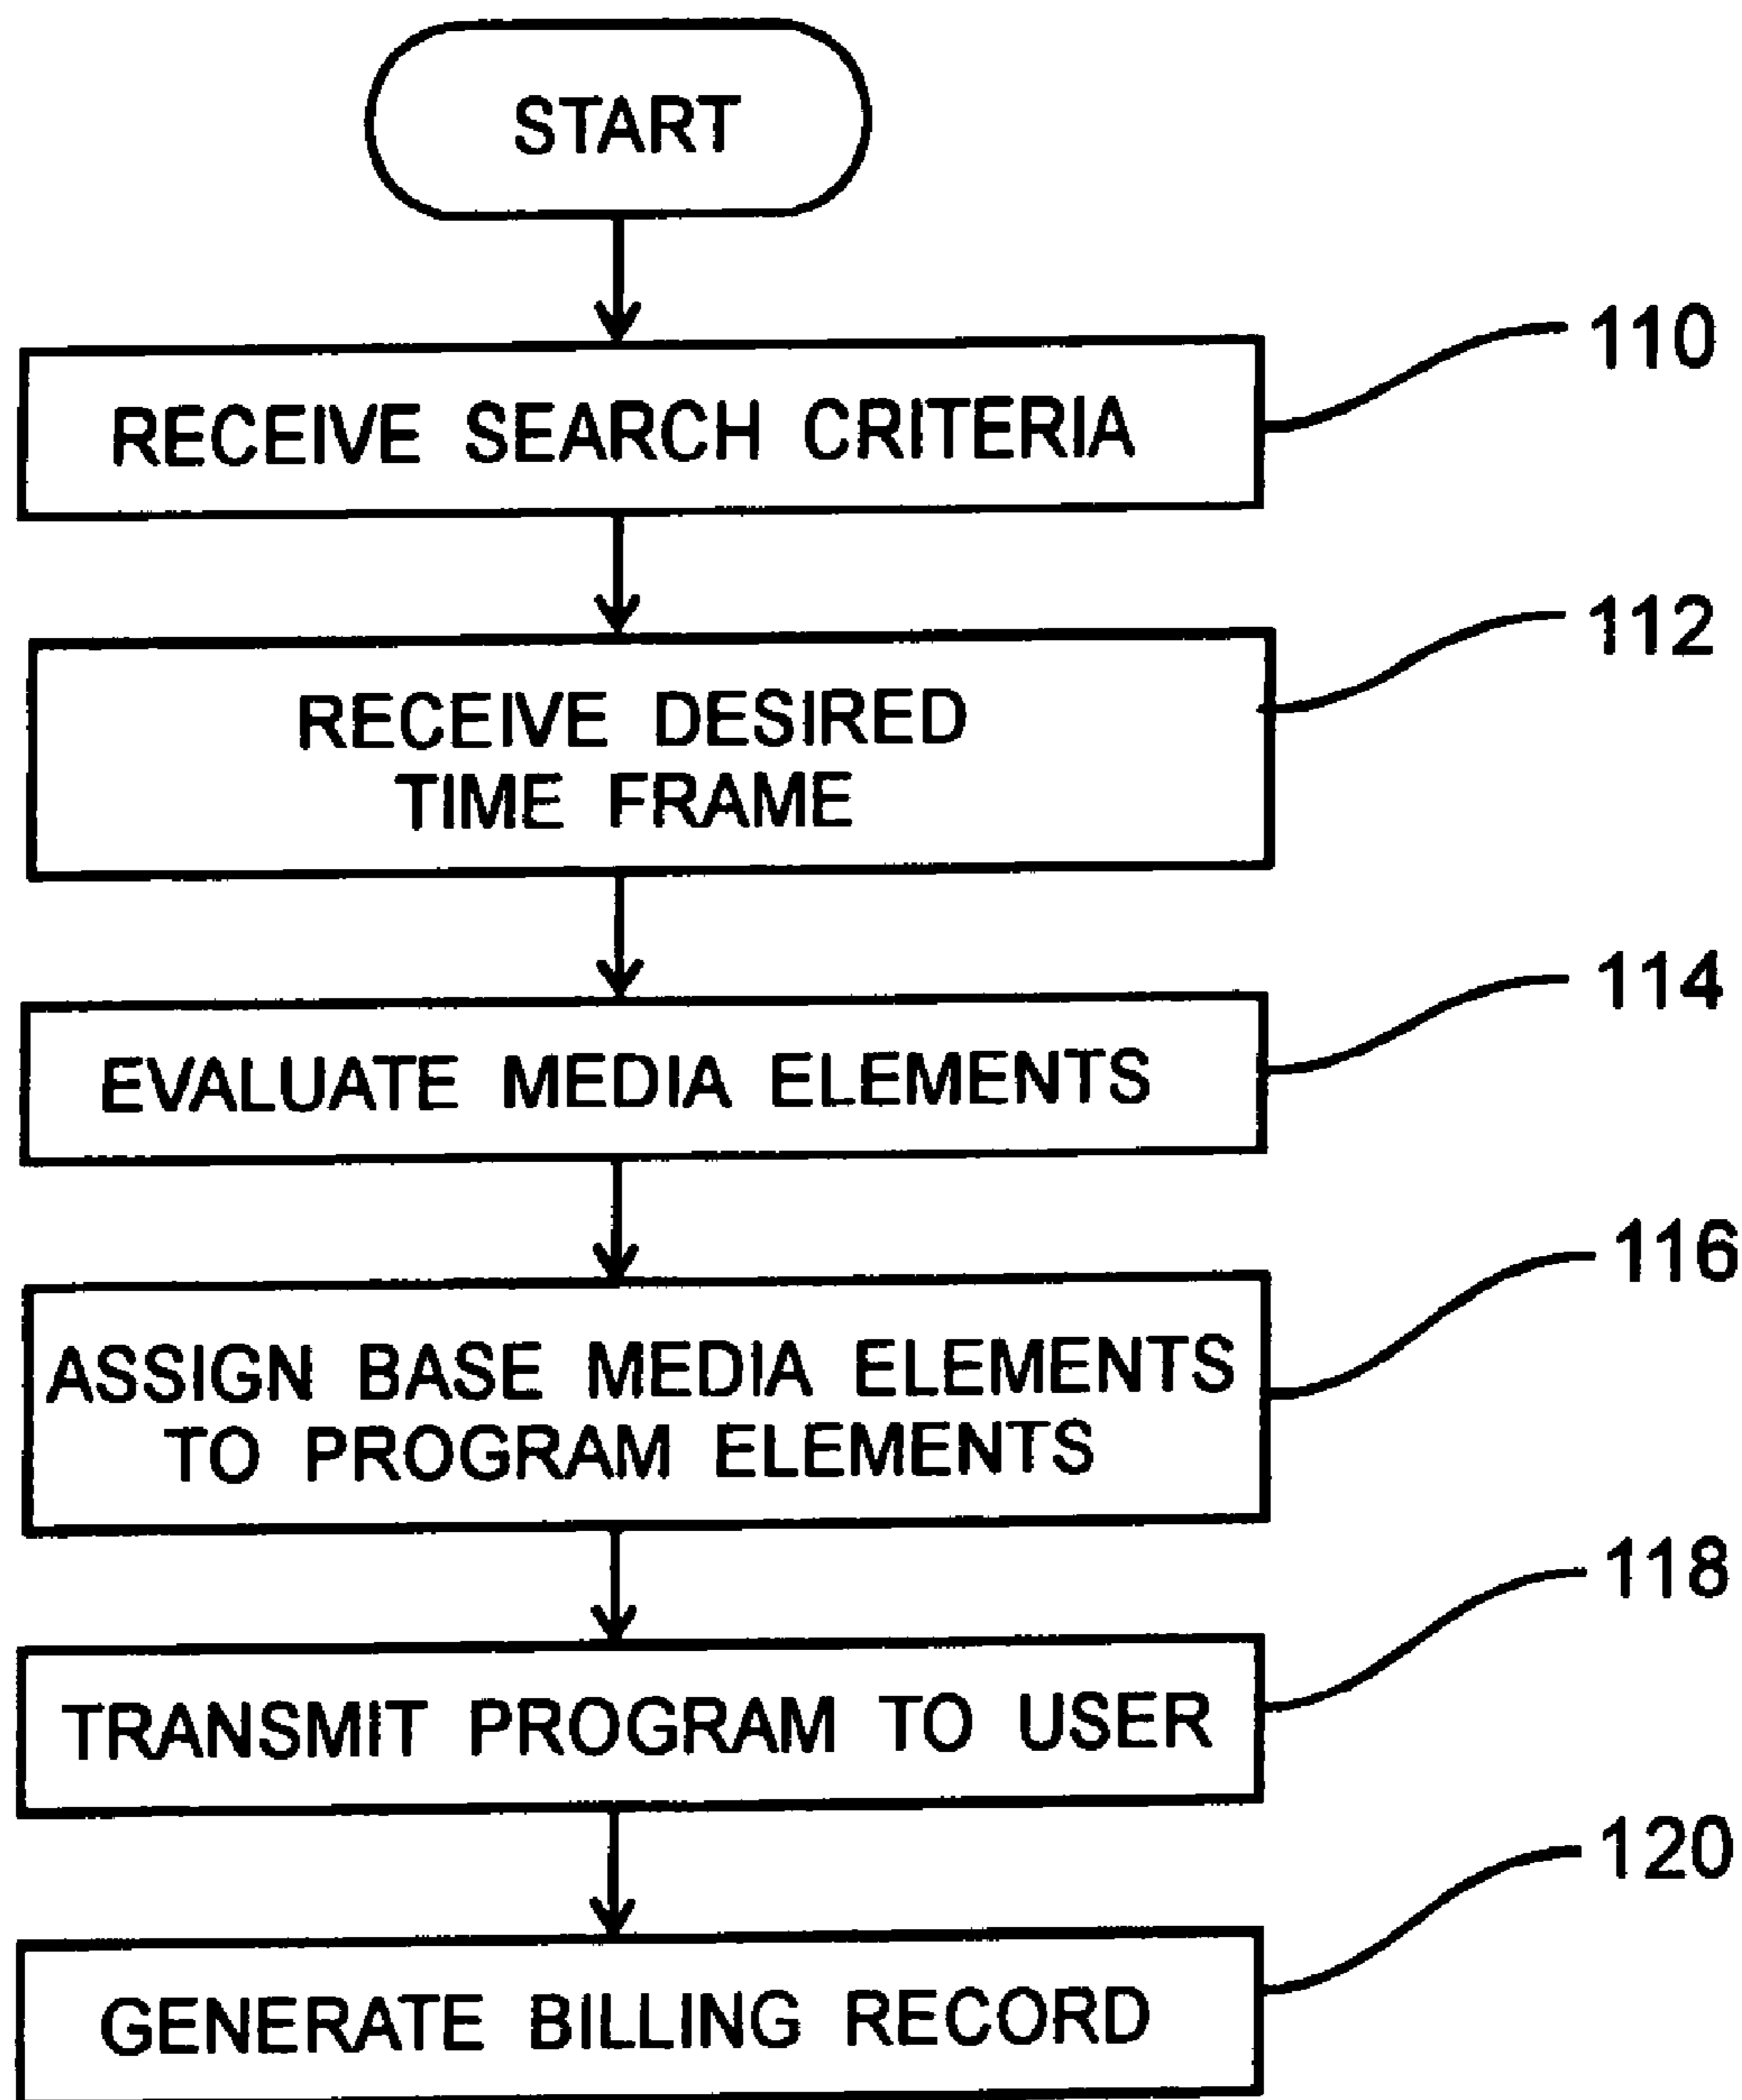 START
RECEIVE SEARCH CRITERIA
110
RECEIVE DESIRED
TIME FRAME
112
EVALUATE MEDIA ELEMENTS
114
ASSIGN BASE MEDIA ELEMENTS
TO PROGRAM ELEMENTS
116
TRANSMIT PROGRAM TO USER
118
GENERATE BILLING RECORD
120